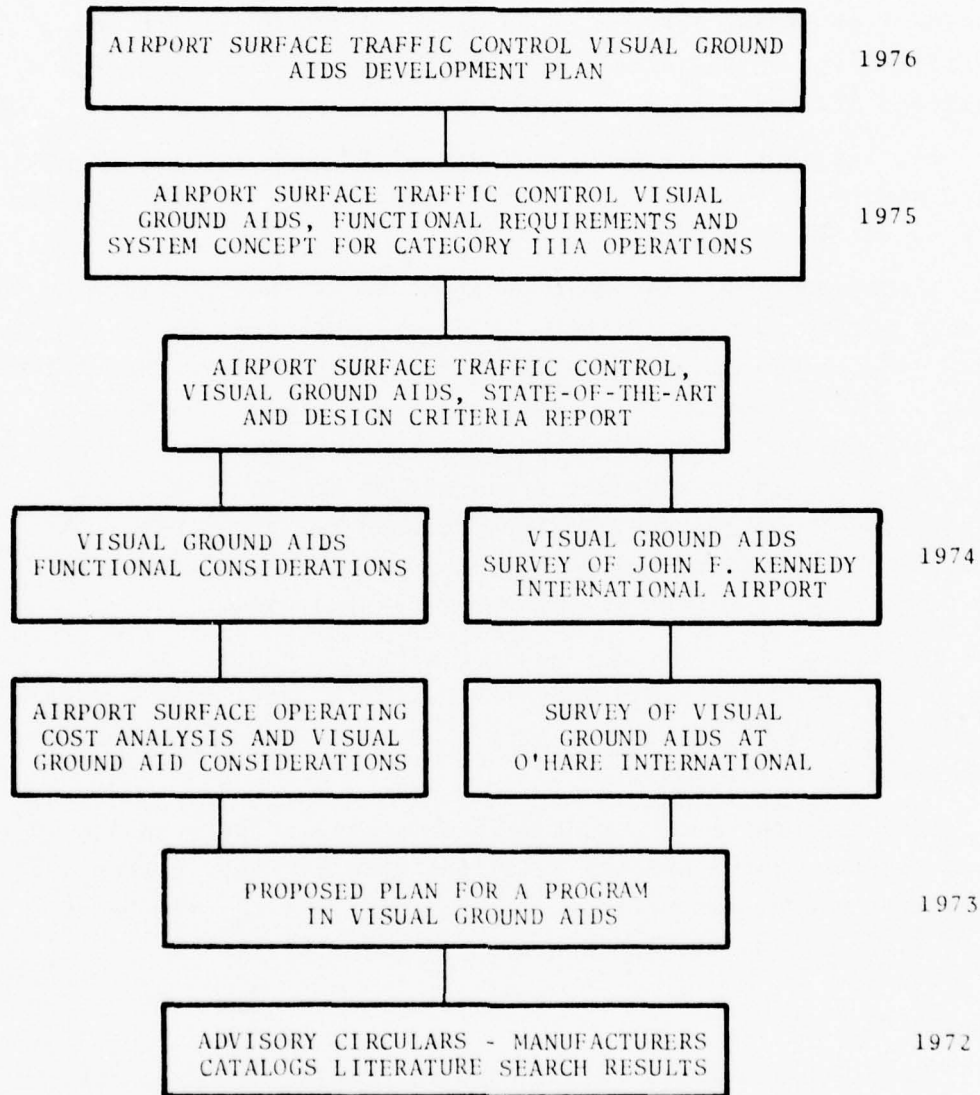 AIRPORT SURFACE TRAFFIC CONTROL VISUAL GROUND
AIDS DEVELOPMENT PLAN
1976
AIRPORT SURFACE TRAFFIC CONTROL VISUAL
GROUND AIDS, FUNCTIONAL REQUIREMENTS AND
SYSTEM CONCEPT FOR CATEGORY IIIA OPERATIONS
1975
AIRPORT SURFACE TRAFFIC CONTROL,
VISUAL GROUND AIDS, STATE-OF-THE-ART
AND DESIGN CRITERIA REPORT
VISUAL GROUND AIDS
FUNCTIONAL CONSIDERATIONS
VISUAL GROUND AIDS
SURVEY OF JOHN F. KENNEDY
INTERNATIONAL AIRPORT
1974
AIRPORT SURFACE OPERATING
COST ANALYSIS AND VISUAL
GROUND AID CONSIDERATIONS
SURVEY OF VISUAL
GROUND AIDS AT
O'HARE INTERNATIONAL
PROPOSED PLAN FOR A PROGRAM
IN VISUAL GROUND AIDS
1973
ADVISORY CIRCULARS - MANUFACTURERS
CATALOGS LITERATURE SEARCH RESULTS
1972